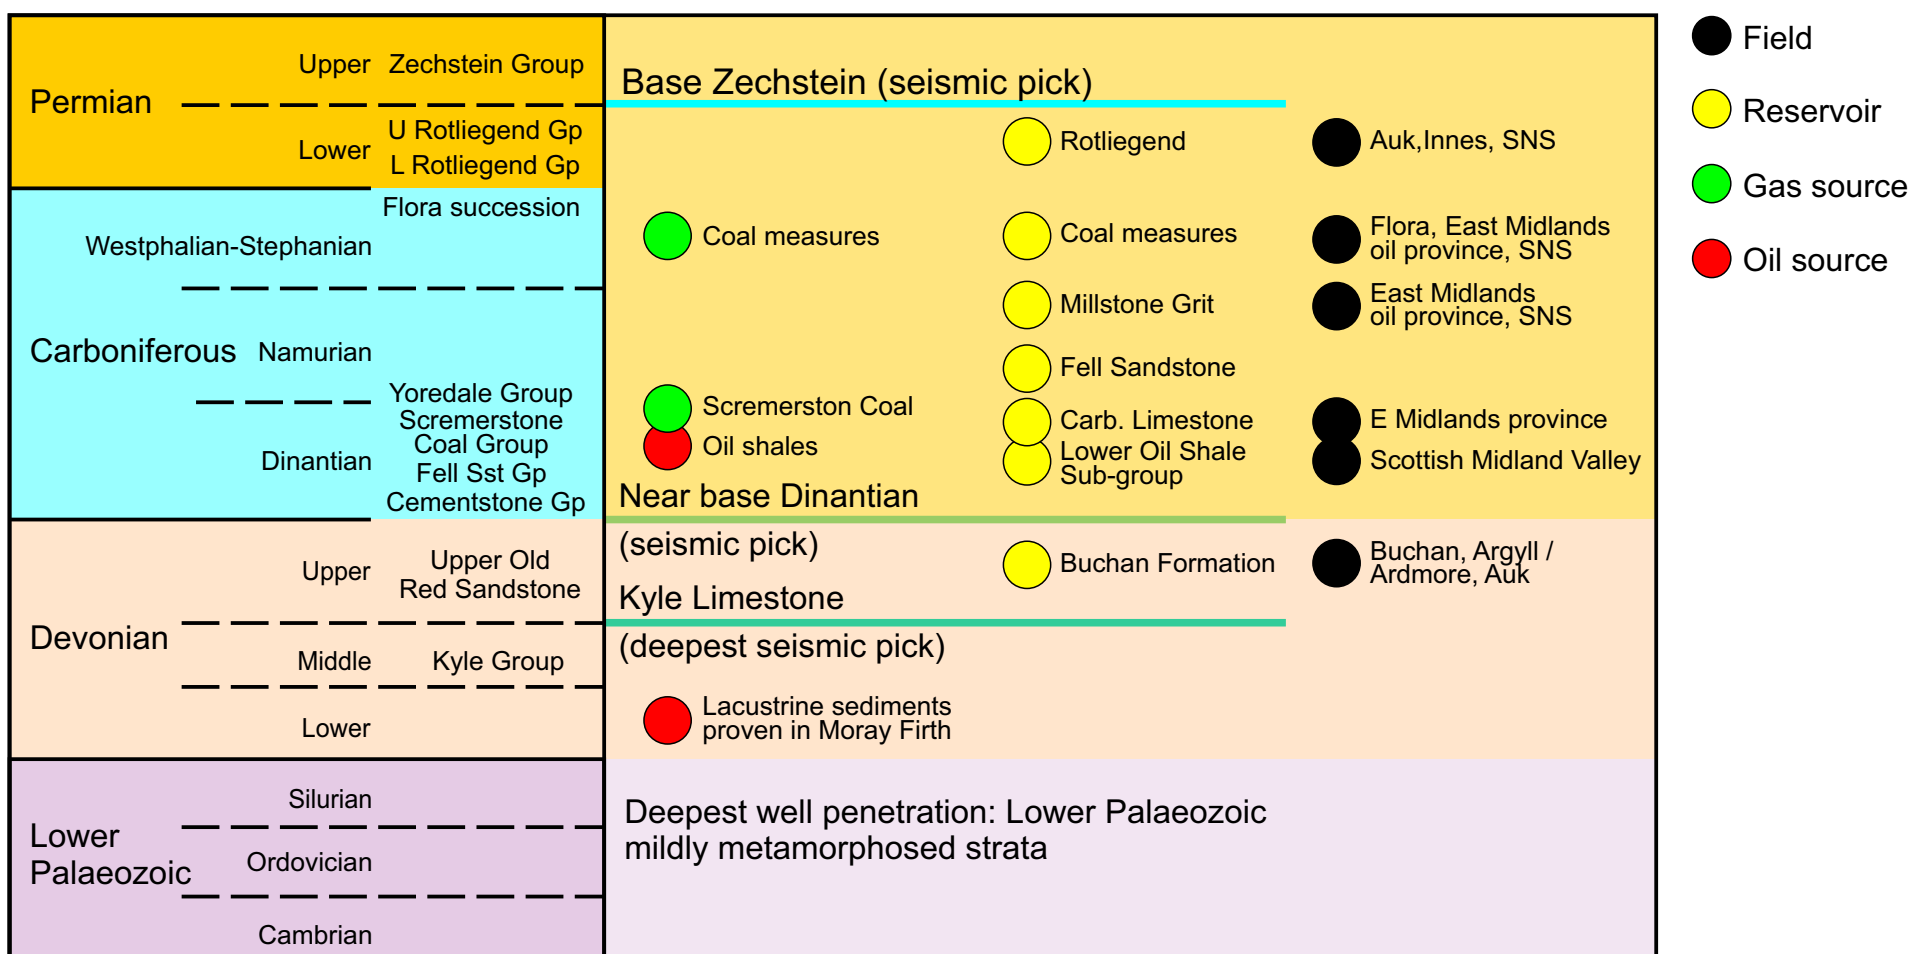 Permian
Upper
Zechstein Group
Lower
U Rotliegend Gp
L Rotliegend Gp
Carboniferous
Westphalian-Stephanian
Flora succession
Namurian
Dinantian
Yoredale Group
Scremerstone
Coal Group
Fell Sst Gp
Cementstone Gp
Devonian
Upper
Upper Old
Red Sandstone
Middle
Kyle Group
Lower
Lower
Palaeozoic
Silurian
Ordovician
Cambrian
Base Zechstein (seismic pick)
Rotliegend
Auk,Innes, SNS
Coal measures
Coal measures
Flora, East Midlands
oil province, SNS
Millstone Grit
East Midlands
oil province, SNS
Fell Sandstone
Scremerston Coal
Carb. Limestone
E Midlands province
Oil shales
Lower Oil Shale
Sub-group
Scottish Midland Valley
Near base Dinantian
(seismic pick)
Buchan Formation
Buchan, Argyll /
Ardmore, Auk
Kyle Limestone
(deepest seismic pick)
Lacustrine sediments
proven in Moray Firth
Deepest well penetration: Lower Palaeozoic
mildly metamorphosed strata
Field
Reservoir
Gas source
Oil source